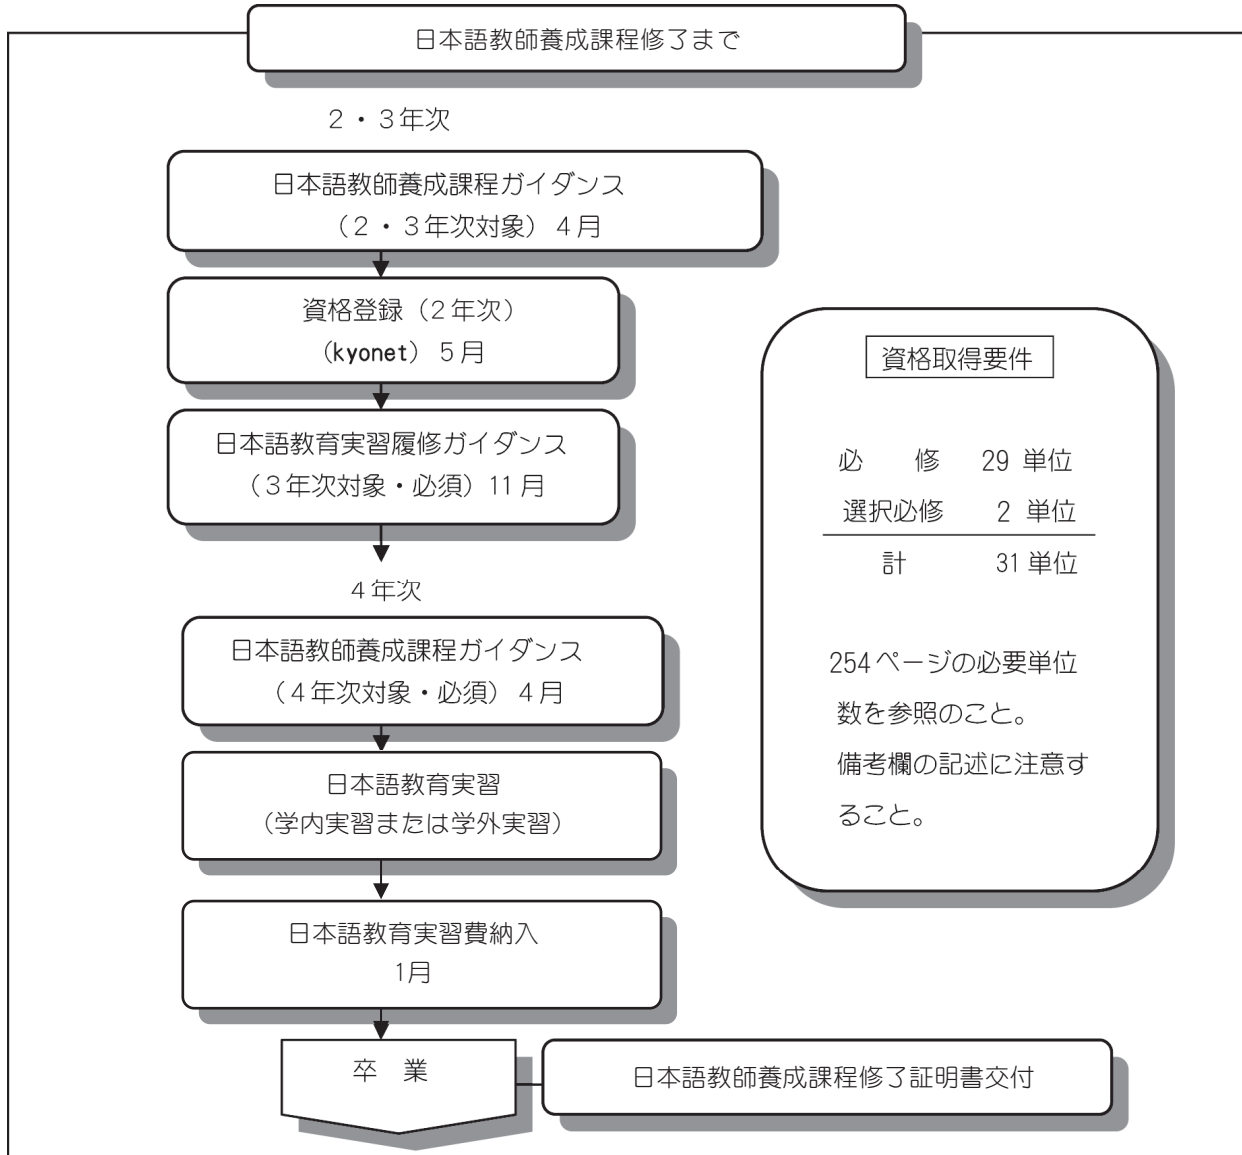 日本語教師養成課程修了まで
2・3年次
日本語教師養成課程ガイダンス
(2・3年次対象)4月
資格登録(2年次)
(kyonet)5月
日本語教育実習履修ガイダンス
(3年次対象・必須)11月
4年次
日本語教師養成課程ガイダンス
(4年次対象・必須)4月
日本語教育実習
(学内実習または学外実習)
日本語教育実習費納入
1月
卒 業
日本語教師養成課程修了証明書交付
資格取得要件
必 修 29 単位
選択必修 2 単位
計 31 単位
254ページの必要単位
数を参照のこと。
備考欄の記述に注意す
ること。